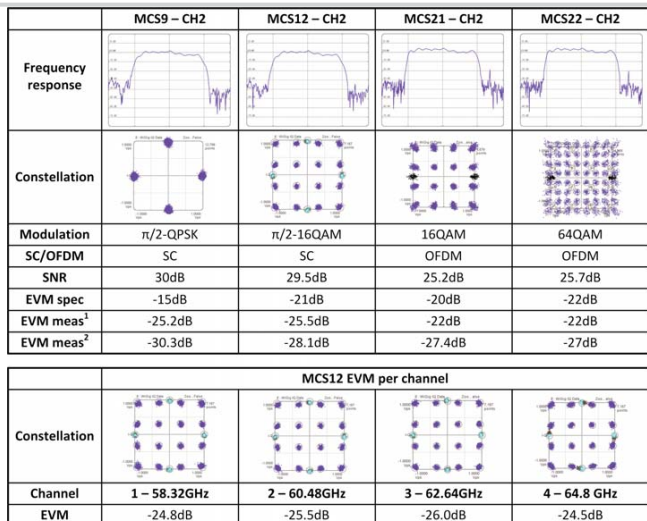 MCS9 – CH2 MCS12 – CH2 MCS21 – CH2 MCS22 – CH2
Frequency response
Constellation
Modulation π/2-QPSK π/2-16QAM 16QAM 64QAM
SC/OFDM SC SC OFDM OFDM
SNR 30dB 29.5dB 25.2dB 25.7dB
EVM spec -15dB -21dB -20dB -22dB
EVM meas¹ -25.2dB -25.5dB -22dB -22dB
EVM meas² -30.3dB -28.1dB -27.4dB -27dB
MCS12 EVM per channel
Constellation
Channel 1 – 58.32GHz 2 – 60.48GHz 3 – 62.64GHz 4 – 64.8 GHz
EVM -24.8dB -25.5dB -26.0dB -24.5dB